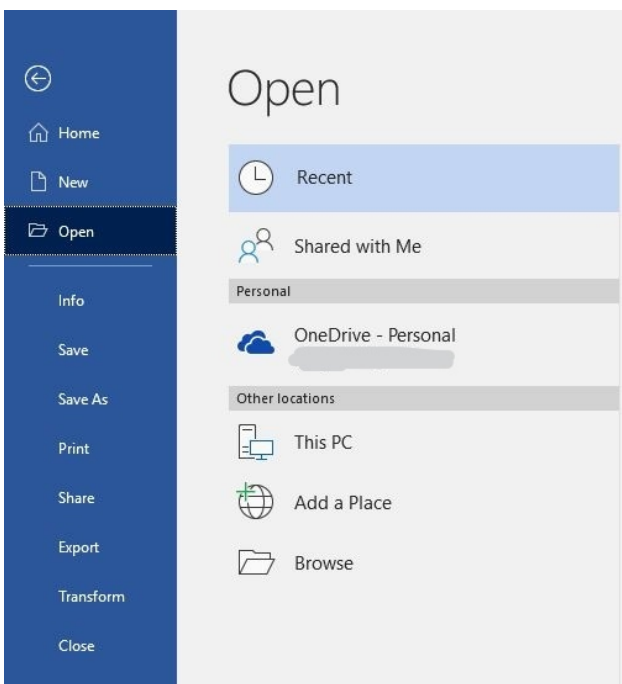 Home
New
Open
Info
Save
Save As
Print
Share
Export
Transform
Close
Open
Recent
Shared with Me
Personal
OneDrive - Personal
Other locations
This PC
Add a Place
Browse